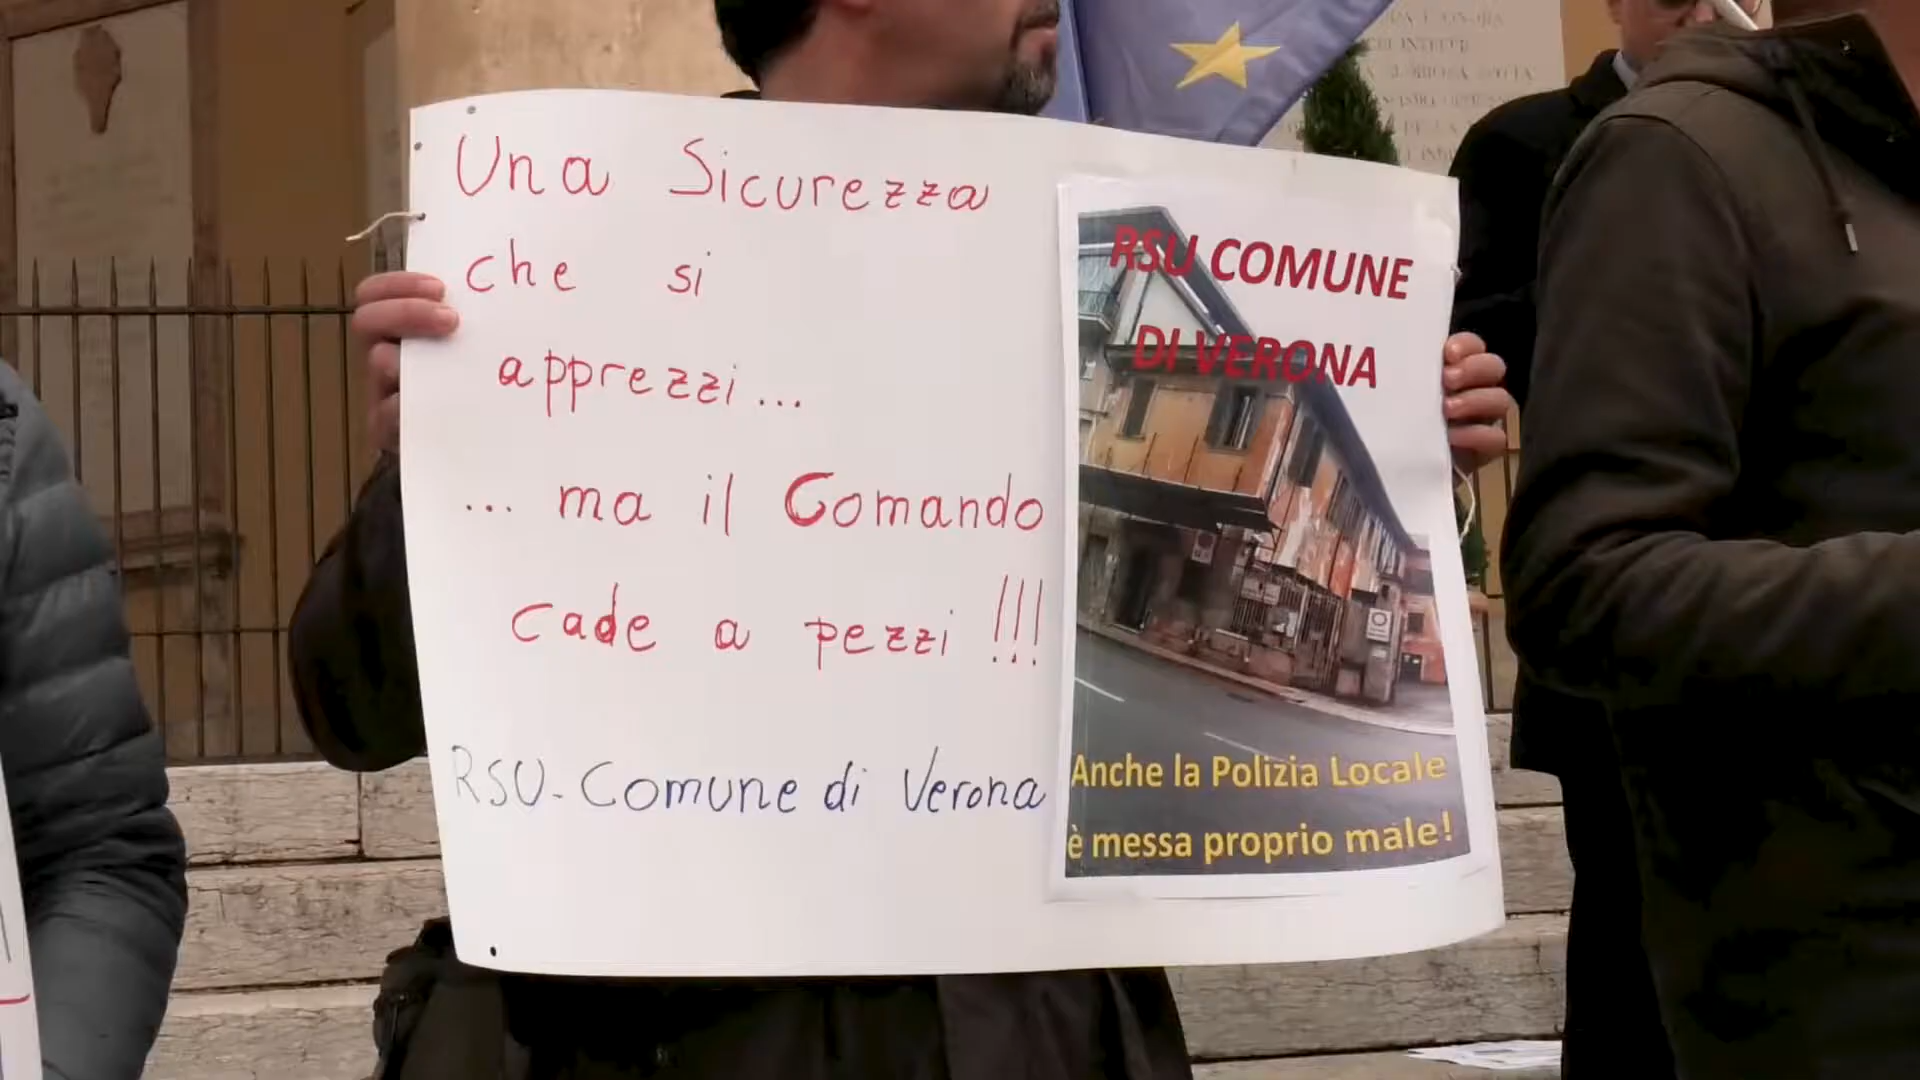 Una Sicurezza
che si
apprezzi...
... ma il Comando
cade a pezzi !!!
RSU-Comune di Verona
RSU COMUNE
DI VERONA
Anche la Polizia Locale
è messa proprio male!